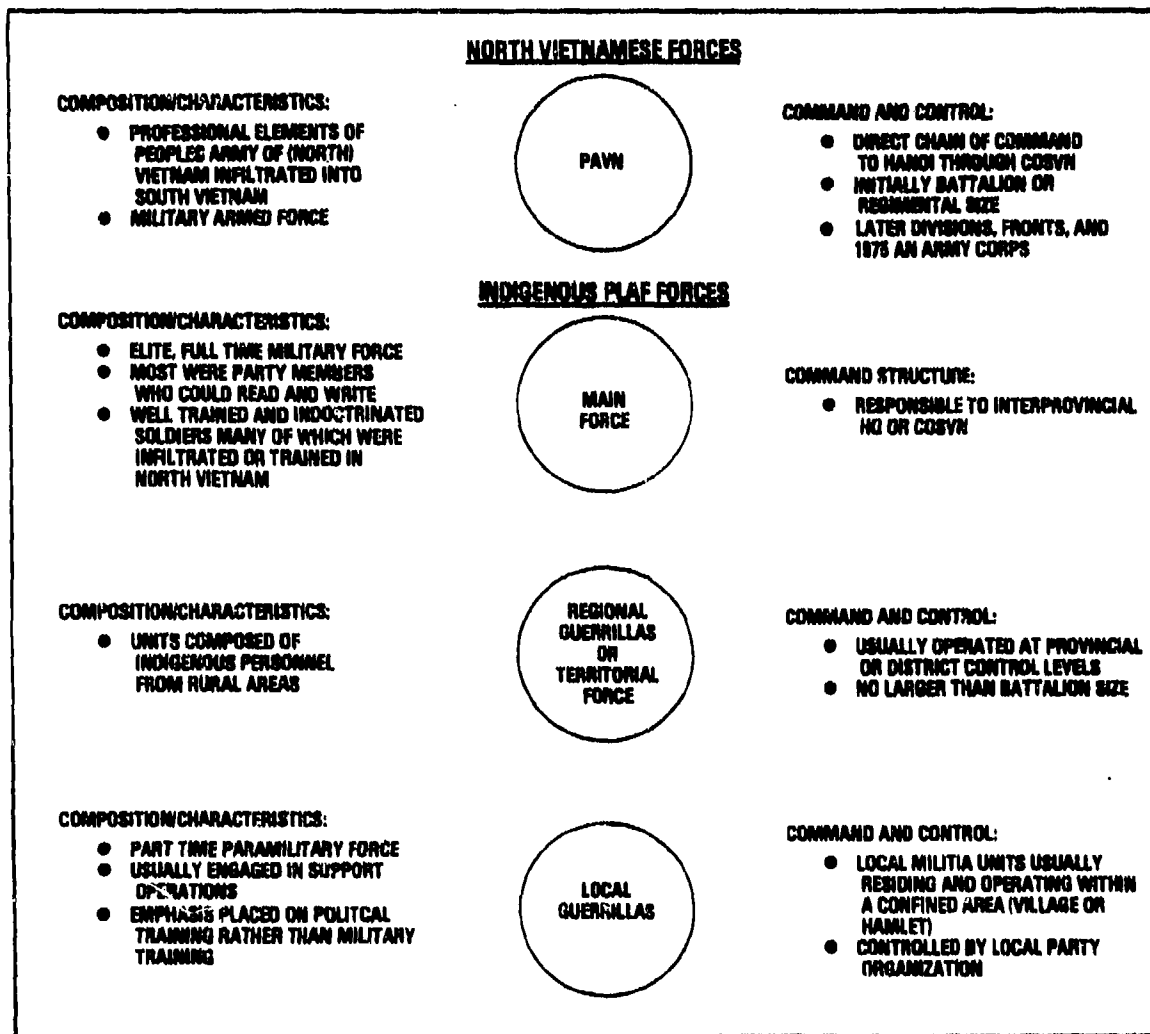 NORTH VIETNAMESE FORCES
COMPOSITION/CHARACTERISTICS:
● PROFESSIONAL ELEMENTS OF
PEOPLES ARMY OF (NORTH)
VIETNAM INFILTRATED INTO
SOUTH VIETNAM
● MILITARY ARMED FORCE
PAVN
COMMAND AND CONTROL:
● DIRECT CHAIN OF COMMAND
TO HANOI THROUGH COSVN
● INITIALLY BATTALION OR
REGIMENTAL SIZE
● LATER DIVISIONS, FRONTS, AND
1975 AN ARMY CORPS
INDIGENOUS PLAF FORCES
COMPOSITION/CHARACTERISTICS:
● ELITE, FULL TIME MILITARY FORCE
● MOST WERE PARTY MEMBERS
WHO COULD READ AND WRITE
● WELL TRAINED AND INDOCTRINATED
SOLDIERS MANY OF WHICH WERE
INFILTRATED OR TRAINED IN
NORTH VIETNAM
MAIN
FORCE
COMMAND STRUCTURE:
● RESPONSIBLE TO INTERPROVINCIAL
HQ OR COSVN
COMPOSITION/CHARACTERISTICS:
● UNITS COMPOSED OF
INDIGENOUS PERSONNEL
FROM RURAL AREAS
REGIONAL
GUERRILLAS
OR
TERRITORIAL
FORCE
COMMAND AND CONTROL:
● USUALLY OPERATED AT PROVINCIAL
OR DISTRICT CONTROL LEVELS
● NO LARGER THAN BATTALION SIZE
COMPOSITION/CHARACTERISTICS:
● PART TIME PARAMILITARY FORCE
● USUALLY ENGAGED IN SUPPORT
OPERATIONS
● EMPHASIS PLACED ON POLITCAL
TRAINING RATHER THAN MILITARY
TRAINING
LOCAL
GUERRILLAS
COMMAND AND CONTROL:
● LOCAL MILITIA UNITS USUALLY
RESIDING AND OPERATING WITHIN
A CONFINED AREA (VILLAGE OR
HAMLET)
● CONTROLLED BY LOCAL PARTY
ORGANIZATION